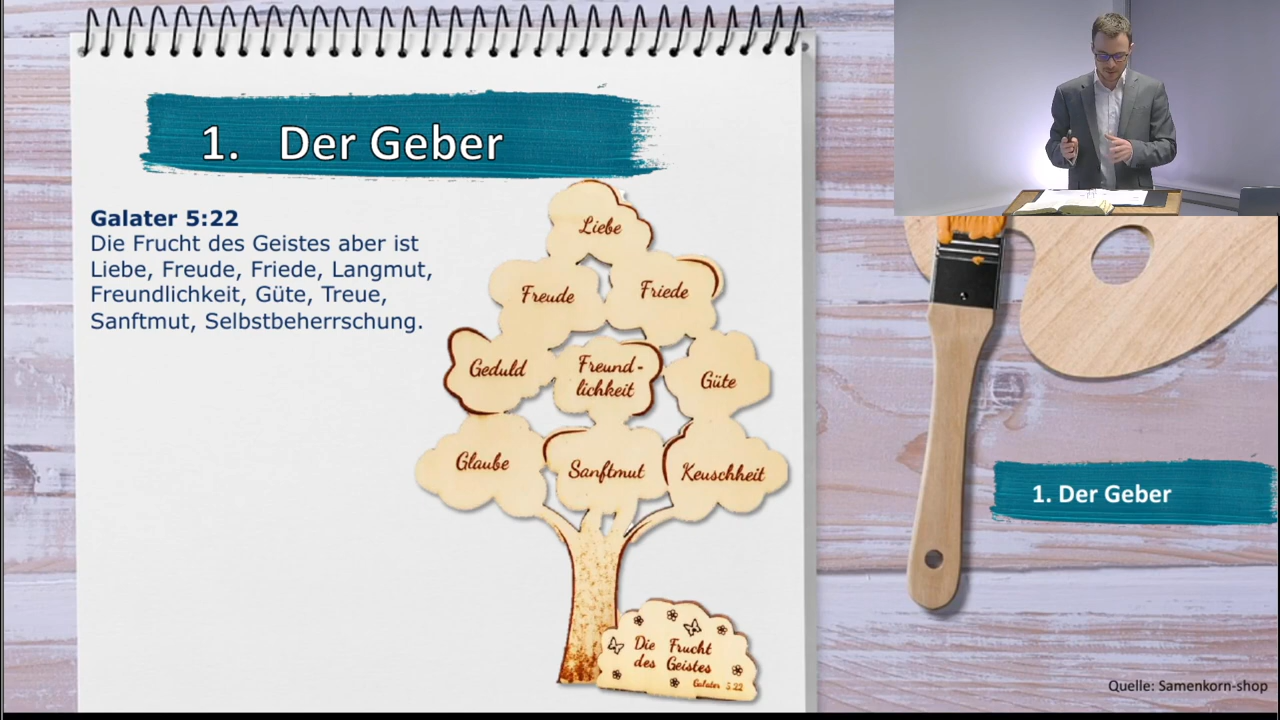 1. Der Geber
Galater 5:22
Die Frucht des Geistes aber ist
Liebe, Freude, Friede, Langmut,
Freundlichkeit, Güte, Treue,
Sanftmut, Selbstbeherrschung.
Liebe
Freude
Friede
Geduld
Freund-
lichkeit
Güte
Glaube
Sanftmut
Keuschheit
Die Frucht
des Geistes
Galater 5:22
1. Der Geber
Quelle: Samenkorn-shop